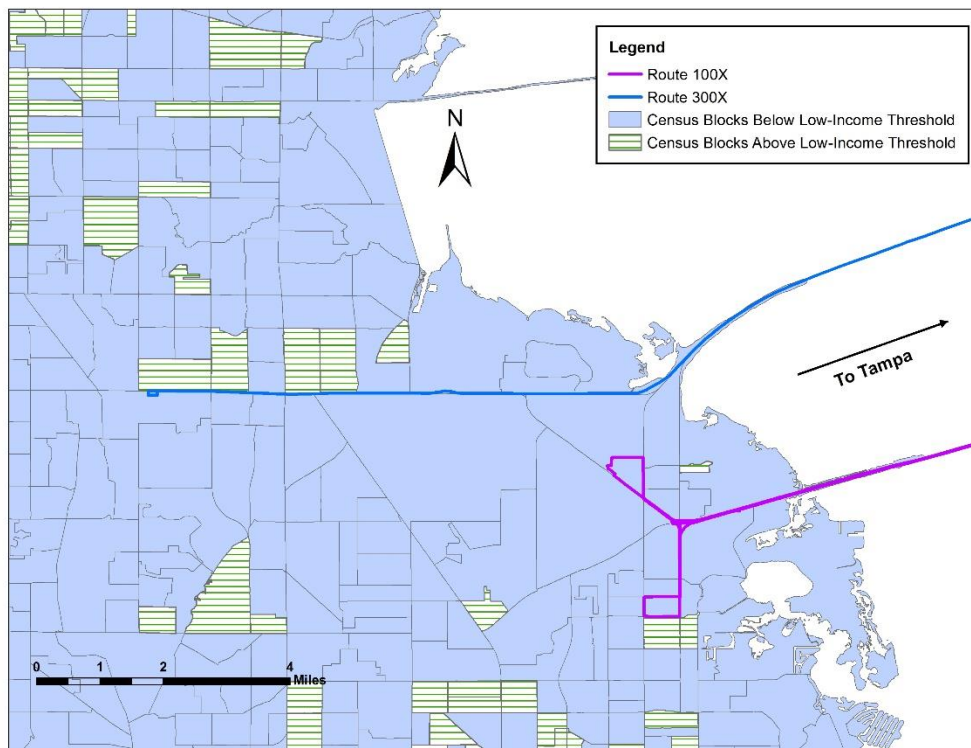 Legend
Route 100X
Route 300X
Census Blocks Below Low-Income Threshold
Census Blocks Above Low-Income Threshold
N
To Tampa
0 1 2 4
Miles